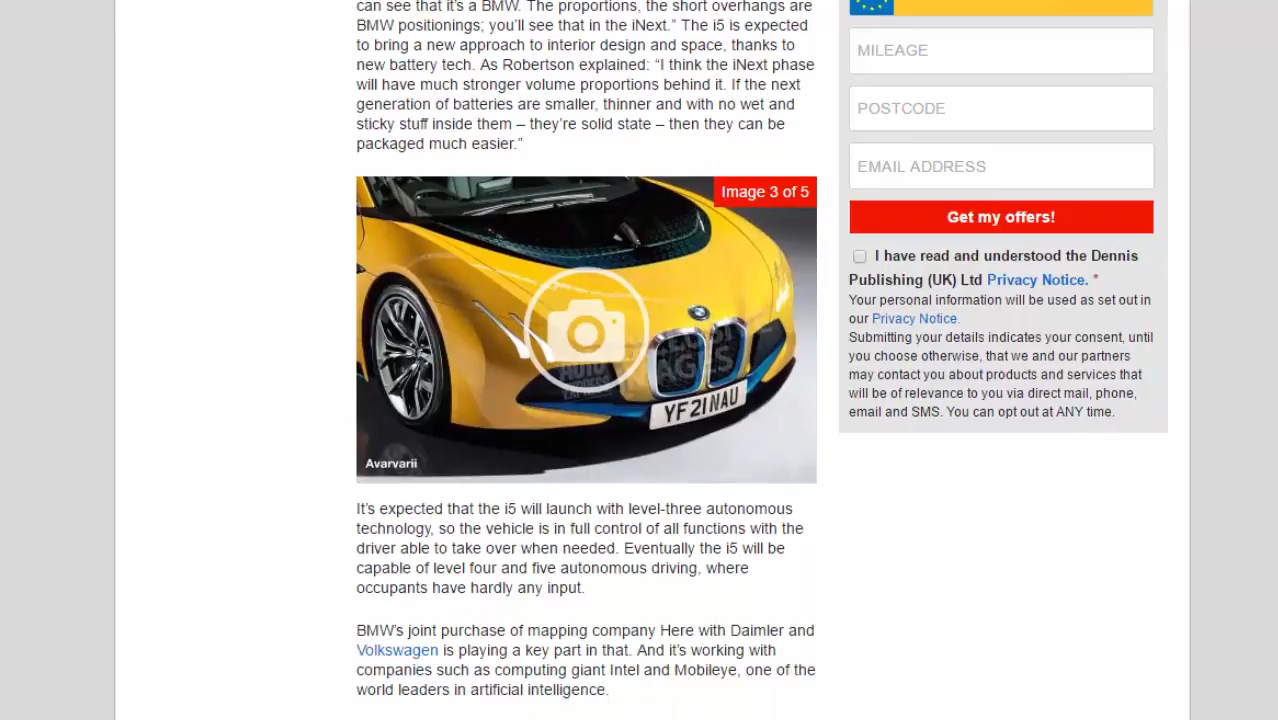 can see that it's a BMW. The proportions, the short overhangs are
BMW positionings; you'll see that in the iNext.” The i5 is expected
to bring a new approach to interior design and space, thanks to
new battery tech. As Robertson explained: “I think the iNext phase
will have much stronger volume proportions behind it. If the next
generation of batteries are smaller, thinner and with no wet and
sticky stuff inside them – they’re solid state – then they can be
packaged much easier.”
Image 3 of 5
AUTO EXPRESS
IMAGES
YF21NAU
Avarvarii
It’s expected that the i5 will launch with level-three autonomous
technology, so the vehicle is in full control of all functions with the
driver able to take over when needed. Eventually the i5 will be
capable of level four and five autonomous driving, where
occupants have hardly any input.
BMW’s joint purchase of mapping company Here with Daimler and
Volkswagen is playing a key part in that. And it’s working with
companies such as computing giant Intel and Mobileye, one of the
world leaders in artificial intelligence.
MILEAGE
POSTCODE
EMAIL ADDRESS
Get my offers!
I have read and understood the Dennis
Publishing (UK) Ltd Privacy Notice. *
Your personal information will be used as set out in
our Privacy Notice.
Submitting your details indicates your consent, until
you choose otherwise, that we and our partners
may contact you about products and services that
will be of relevance to you via direct mail, phone,
email and SMS. You can opt out at ANY time.